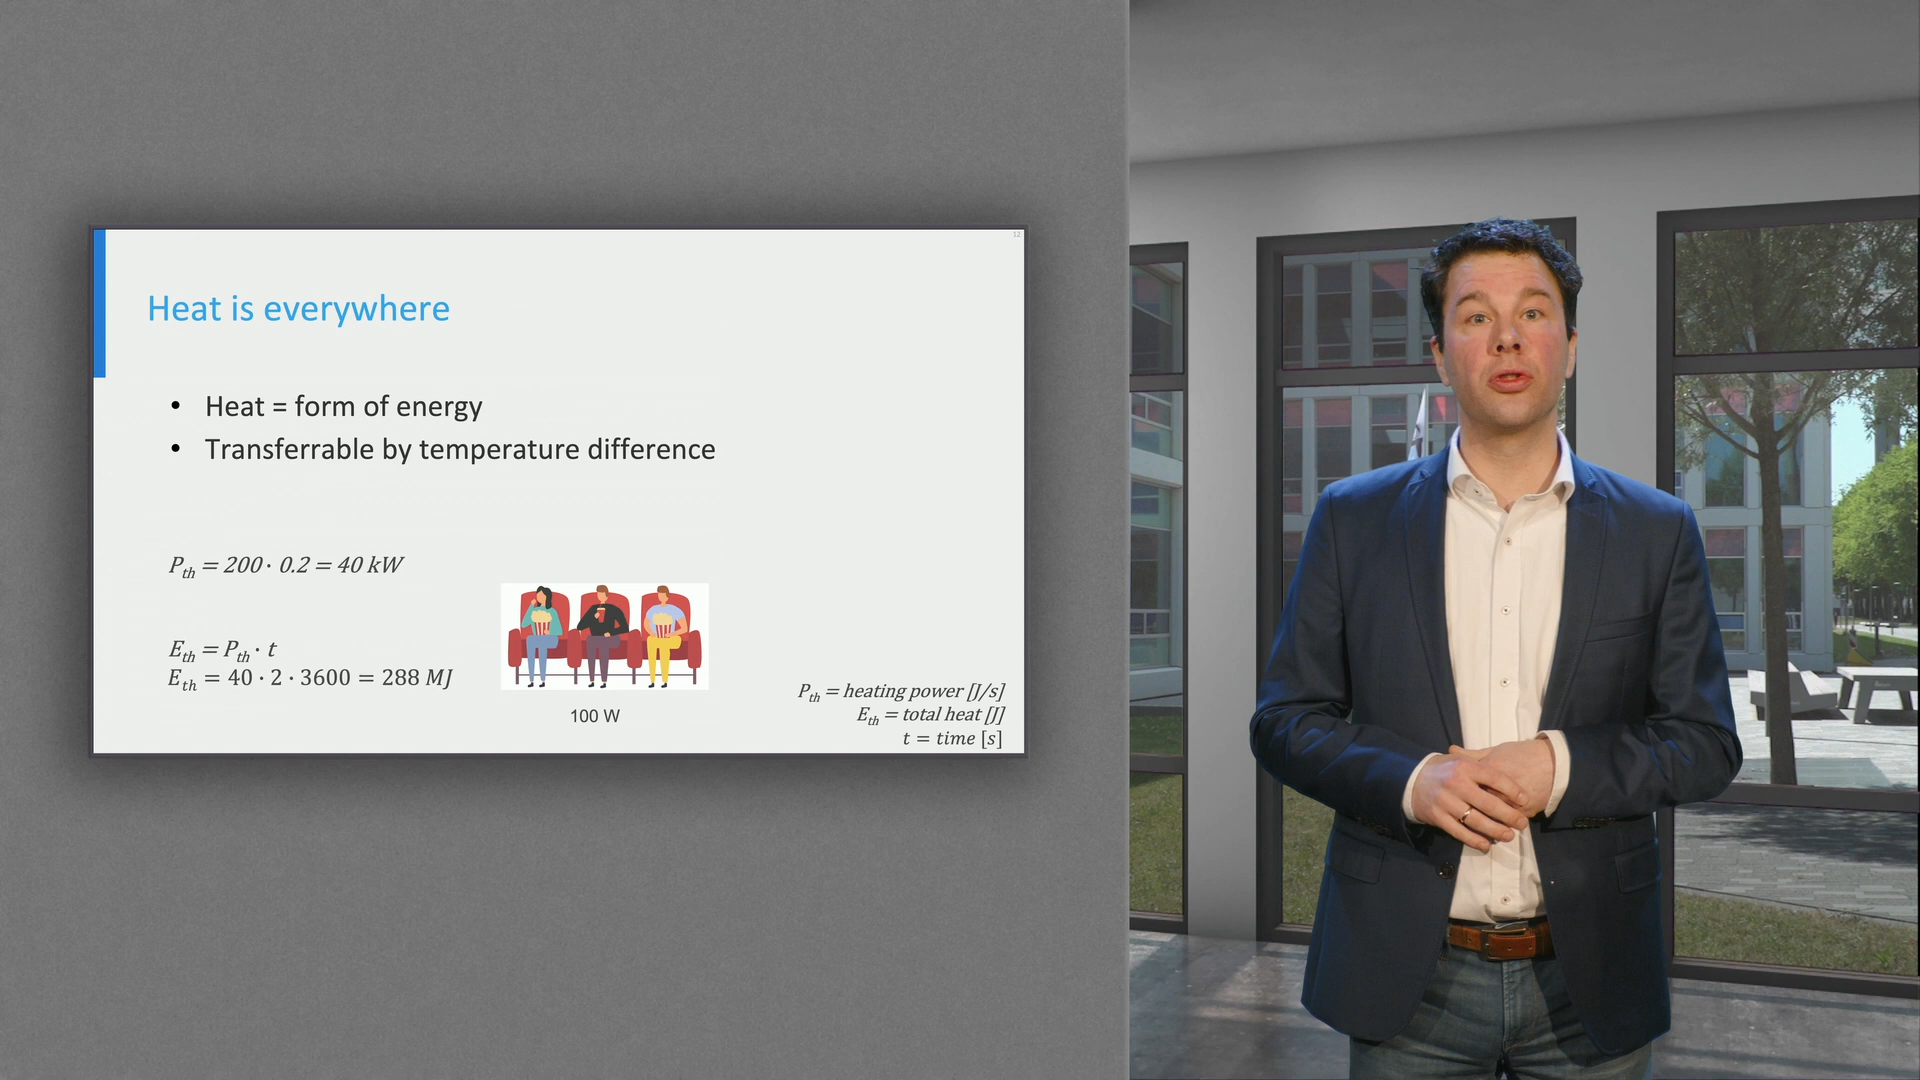 12
Heat is everywhere
• Heat = form of energy
• Transferrable by temperature difference
P_th = 200 · 0.2 = 40 kW
E_th = P_th · t
E_th = 40 · 2 · 3600 = 288 MJ
100 W
P_th = heating power [J/s]
E_th = total heat [J]
t = time [s]